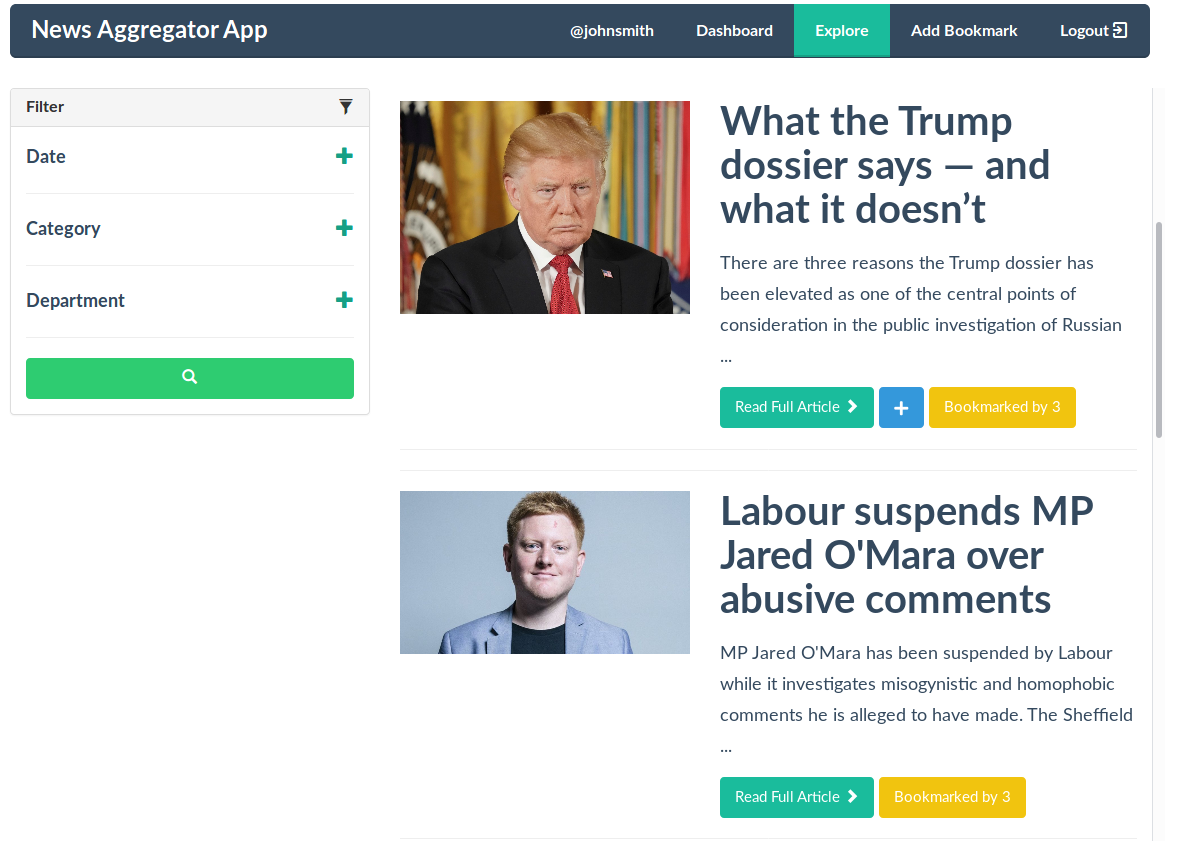 News Aggregator App
@johnsmith
Dashboard
Explore
Add Bookmark
Logout
Filter
Date
Category
Department
What the Trump
dossier says — and
what it doesn’t
There are three reasons the Trump dossier has
been elevated as one of the central points of
consideration in the public investigation of Russian
...
Read Full Article
Bookmarked by 3
Labour suspends MP
Jared O'Mara over
abusive comments
MP Jared O'Mara has been suspended by Labour
while it investigates misogynistic and homophobic
comments he is alleged to have made. The Sheffield
...
Read Full Article
Bookmarked by 3